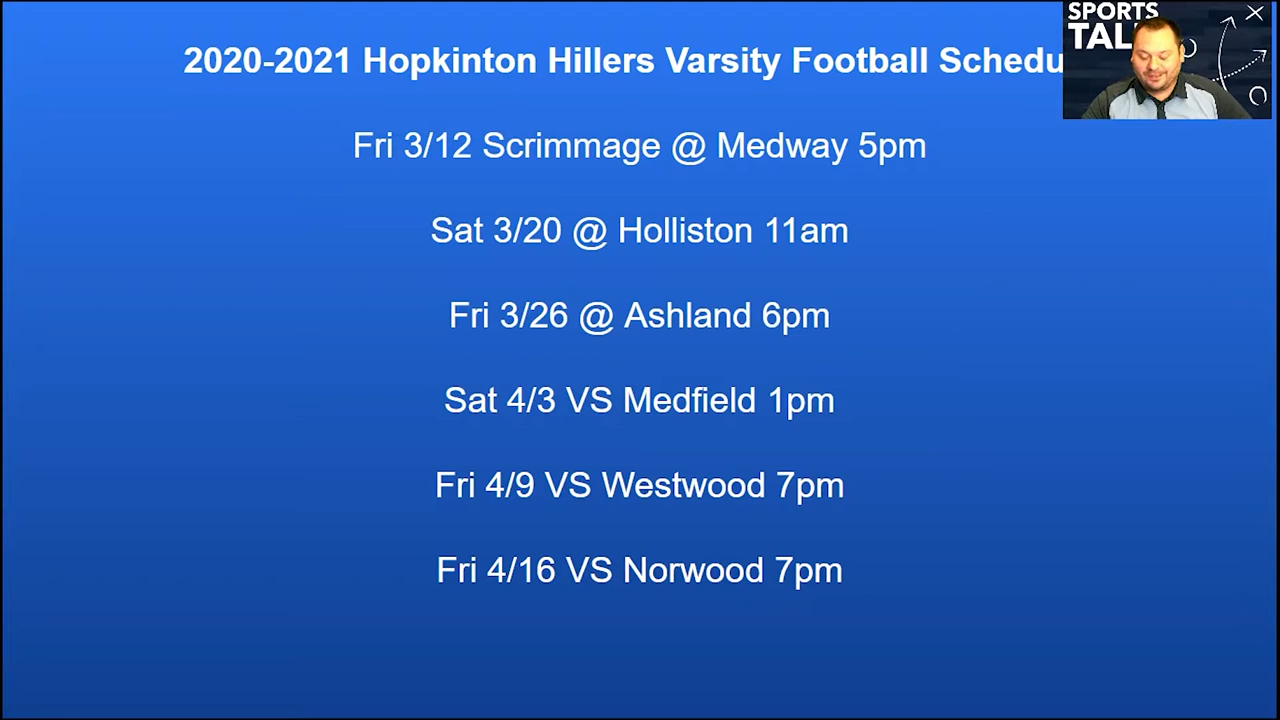 2020-2021 Hopkinton Hillers Varsity Football Schedu
SPORTS
TAL
Fri 3/12 Scrimmage @ Medway 5pm
Sat 3/20 @ Holliston 11am
Fri 3/26 @ Ashland 6pm
Sat 4/3 VS Medfield 1pm
Fri 4/9 VS Westwood 7pm
Fri 4/16 VS Norwood 7pm